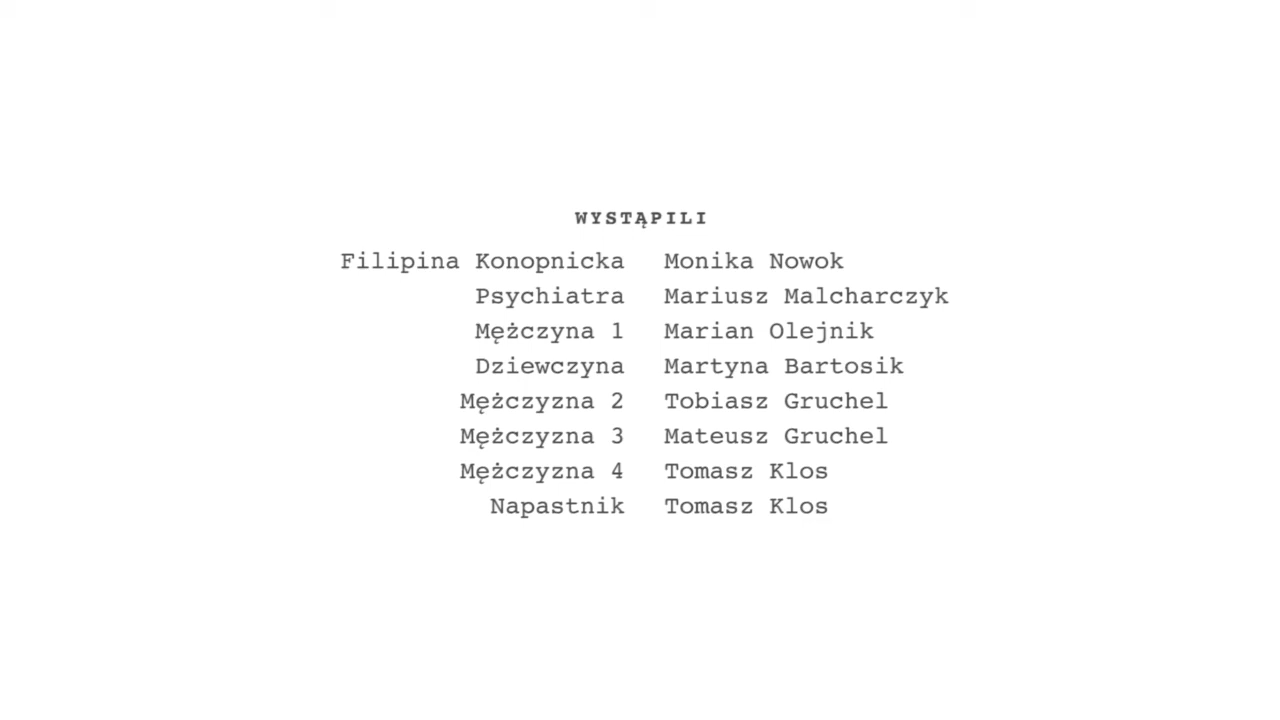 WYSTĄPILI
Filipina Konopnicka Monika Nowok
Psychiatra Mariusz Malcharczyk
Mężczyna 1 Marian Olejnik
Dziewczyna Martyna Bartosik
Mężczyzna 2 Tobiasz Gruchel
Mężczyzna 3 Mateusz Gruchel
Mężczyzna 4 Tomasz Klos
Napastnik Tomasz Klos